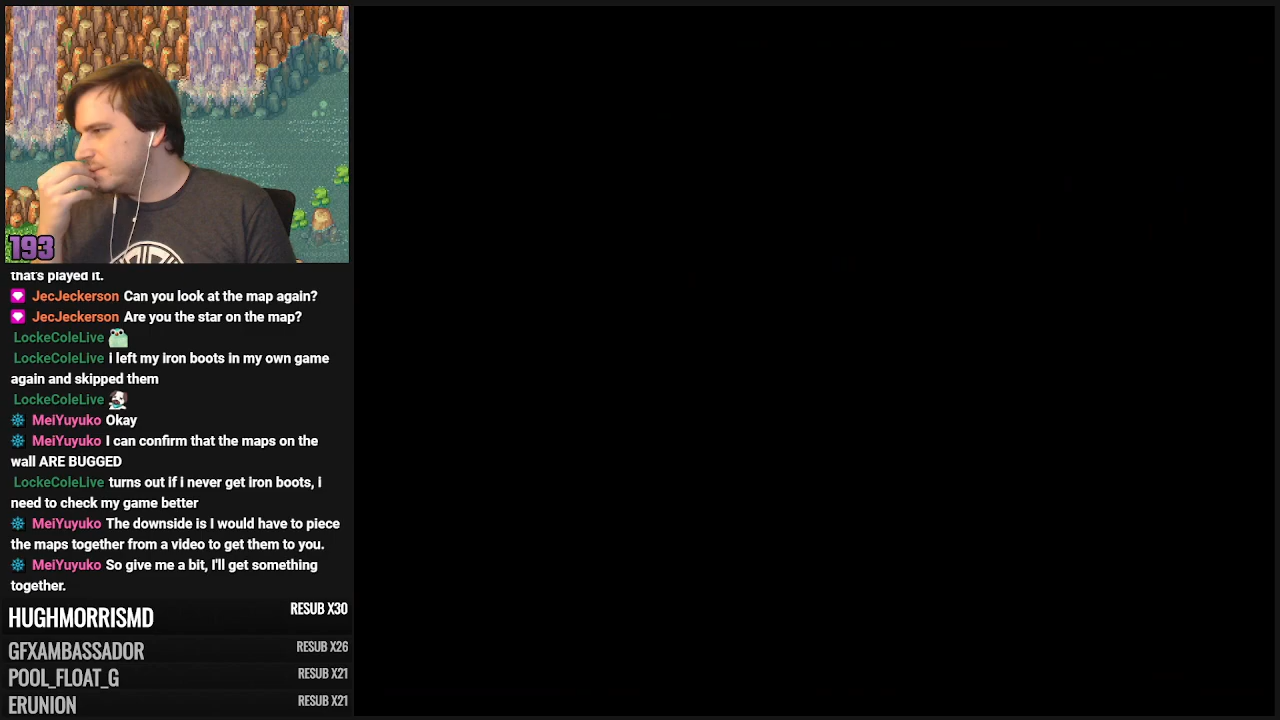 193
that's played it.
JecJeckerson Can you look at the map again?
JecJeckerson Are you the star on the map?
LockeColeLive
LockeColeLive i left my iron boots in my own game
again and skipped them
LockeColeLive
MeiYuyuko Okay
MeiYuyuko I can confirm that the maps on the
wall ARE BUGGED
LockeColeLive turns out if i never get iron boots, i
need to check my game better
MeiYuyuko The downside is I would have to piece
the maps together from a video to get them to you.
MeiYuyuko So give me a bit, I'll get something
together.
HUGHMORRISMD RESUB X30
GFXAMBASSADOR RESUB X26
POOL_FLOAT_G RESUB X21
ERUNION RESUB X21